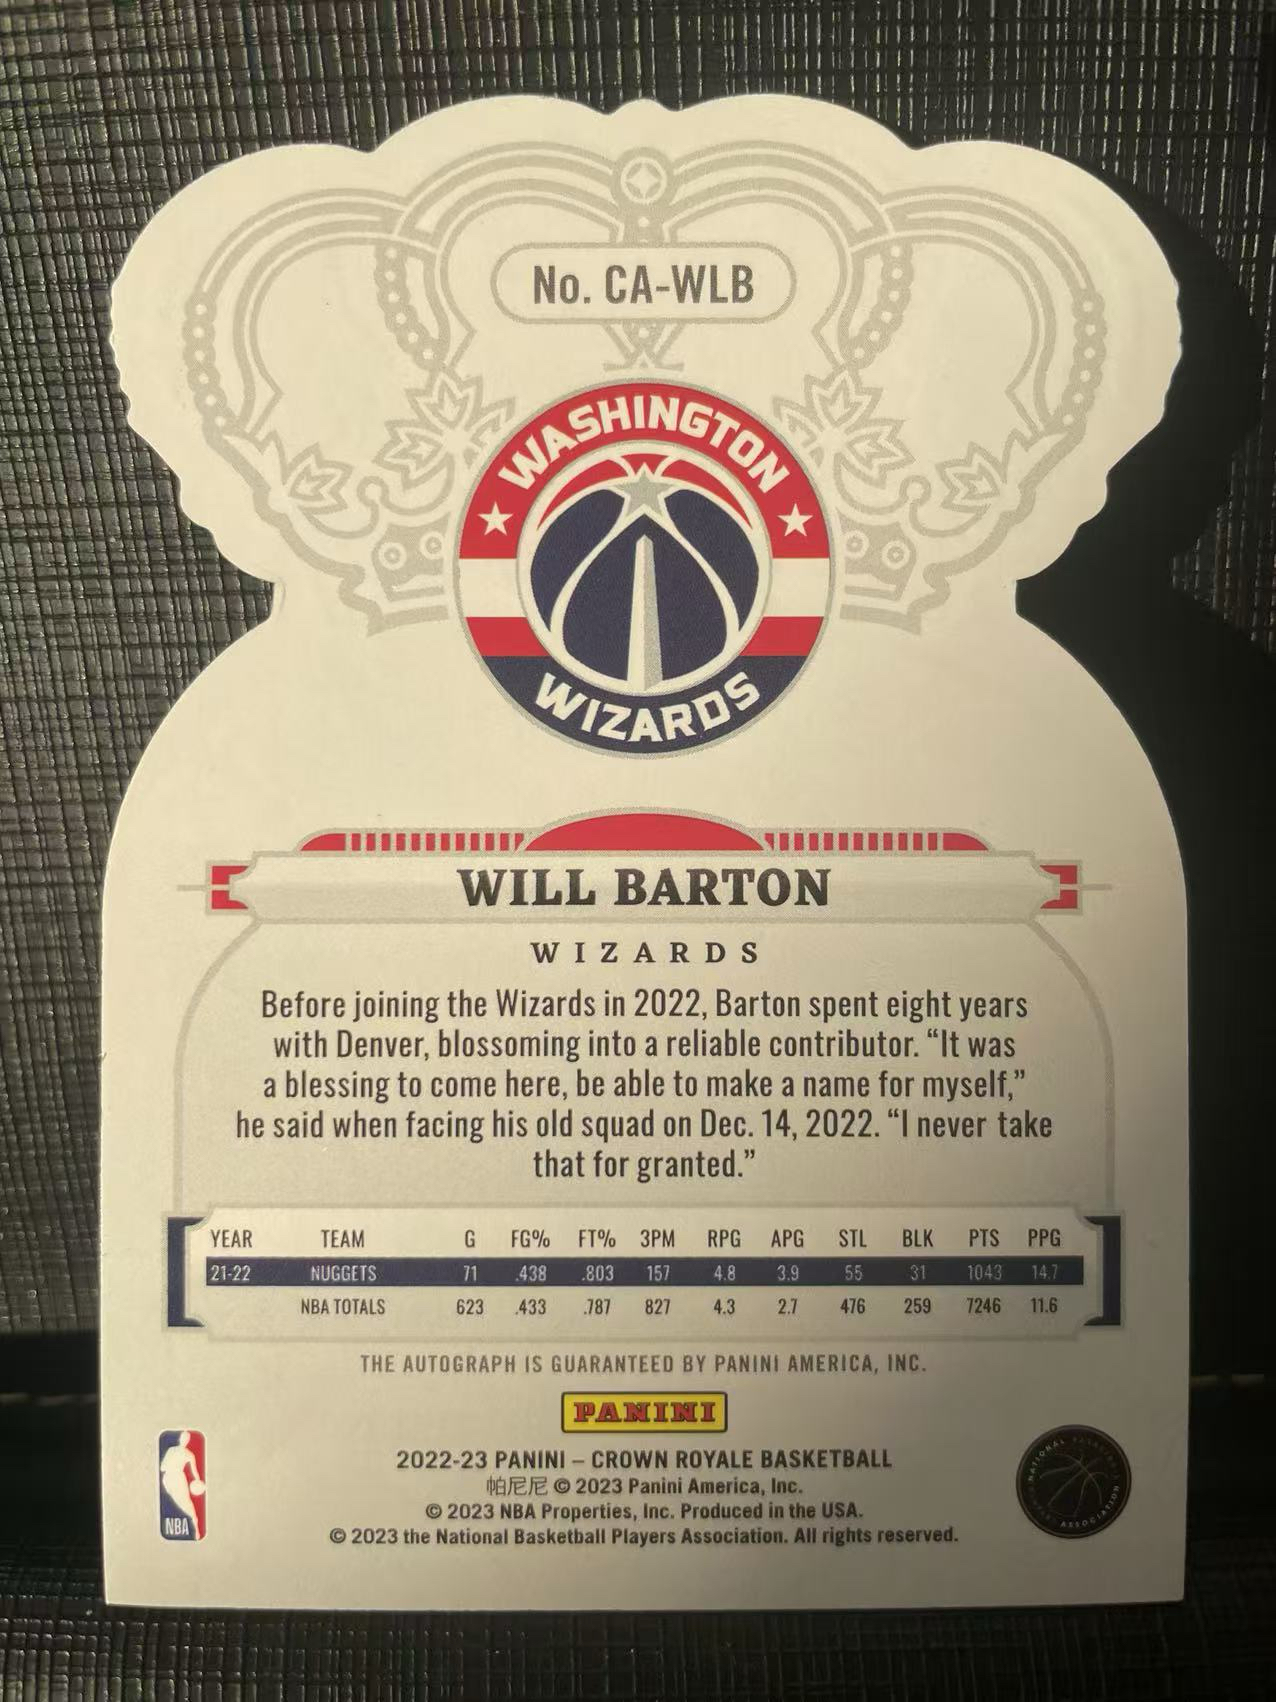 No. CA-WLB
WASHINGTON
WIZARDS
WILL BARTON
WIZARDS
Before joining the Wizards in 2022, Barton spent eight years
with Denver, blossoming into a reliable contributor. “It was
a blessing to come here, be able to make a name for myself,”
he said when facing his old squad on Dec. 14, 2022. “I never take
that for granted.”
YEAR TEAM G FG% FT% 3PM RPG APG STL BLK PTS PPG
21-22 NUGGETS 71 .438 .803 157 4.8 3.9 55 31 1043 14.7
NBA TOTALS 623 .433 .787 827 4.3 2.7 476 259 7246 11.6
THE AUTOGRAPH IS GUARANTEED BY PANINI AMERICA, INC.
PANINI
2022-23 PANINI – CROWN ROYALE BASKETBALL
帕尼尼 © 2023 Panini America, Inc.
© 2023 NBA Properties, Inc. Produced in the USA.
© 2023 the National Basketball Players Association. All rights reserved.
NBA
NATIONAL BASKETBALL
ASSOCIATION